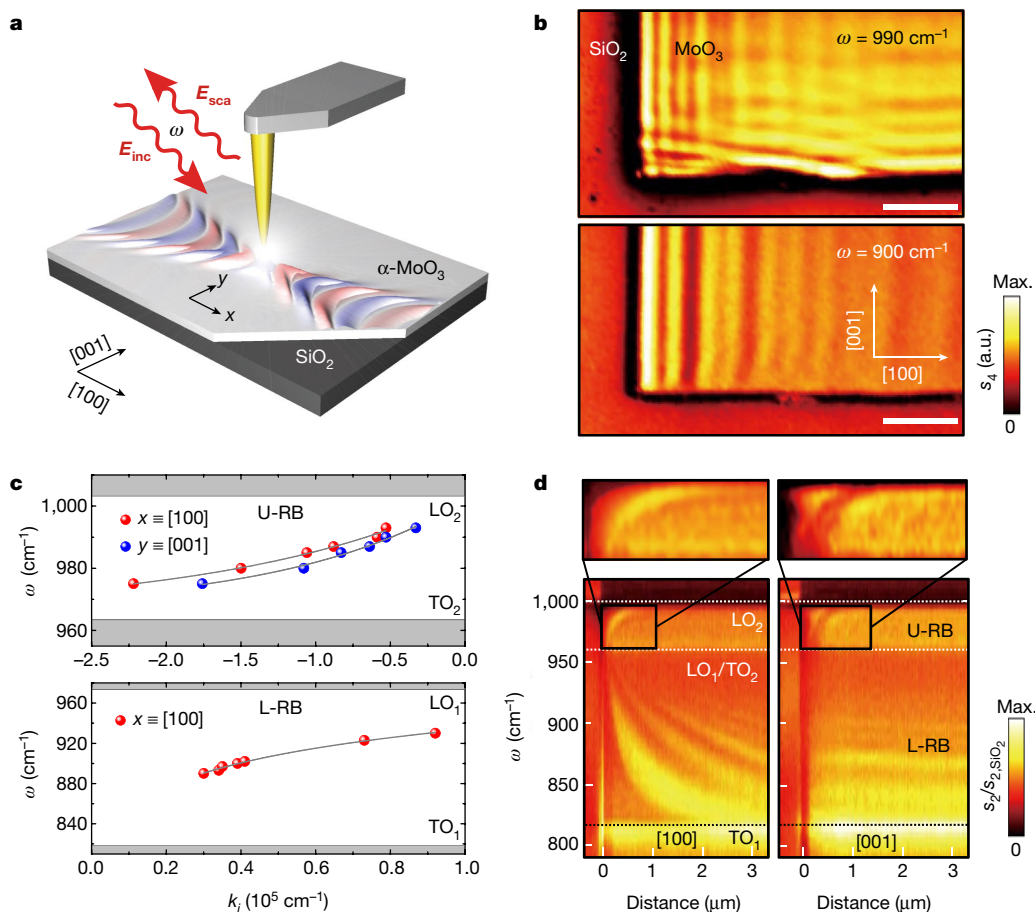 a
E_sca
ω
E_inc
α-MoO₃
y
x
SiO₂
[001]
[100]
b
SiO₂
MoO₃
ω = 990 cm⁻¹
ω = 900 cm⁻¹
[001]
[100]
Max.
s₄ (a.u.)
0
c
1,000
980
960
ω (cm⁻¹)
x ≡ [100]
y ≡ [001]
U-RB
LO₂
TO₂
−2.5 −2.0 −1.5 −1.0 −0.5 0.0
960
920
880
840
ω (cm⁻¹)
x ≡ [100]
L-RB
LO₁
TO₁
0.0 0.2 0.4 0.6 0.8 1.0
k_i (10⁵ cm⁻¹)
d
1,000
950
900
850
800
ω (cm⁻¹)
LO₂
LO₁/TO₂
U-RB
L-RB
[100]
TO₁
[001]
0 1 2 3
0 1 2 3
Distance (μm)
Distance (μm)
Max.
s₂/s₂,SiO₂
0